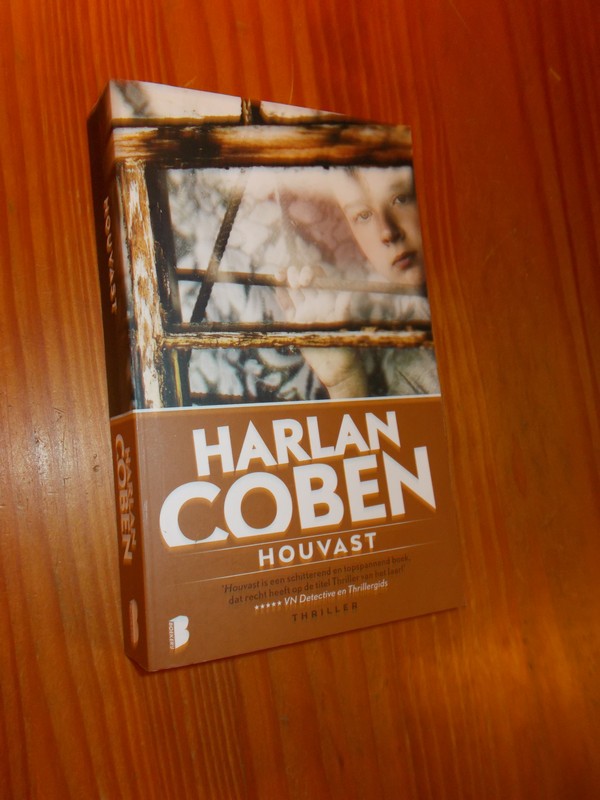 HOUVAST
HARLAN
COBEN
HARLAN
COBEN
HOUVAST
'Houvast is een schitterend en topspannend boek,
dat recht heeft op de titel Thriller van het Jaar!'
***** VN Detective en Thrillergids
THRILLER
B